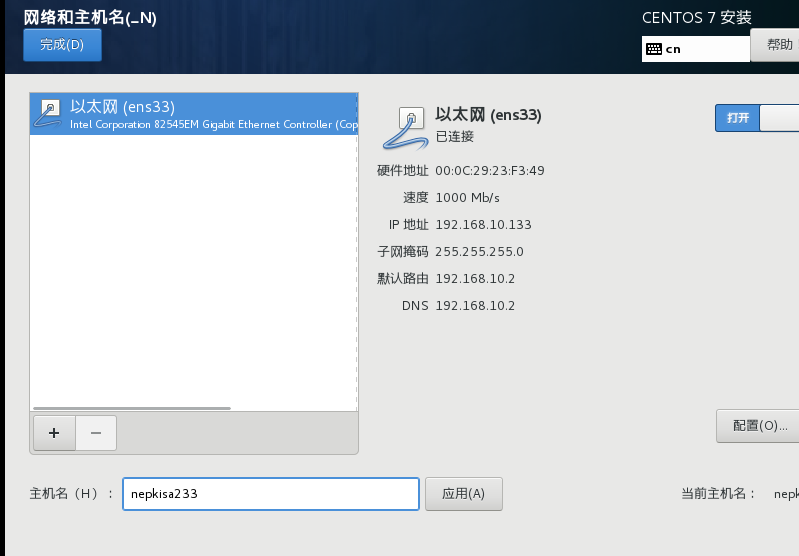 网络和主机名(_N)
CENTOS 7 安装
完成(D)
cn
帮助
以太网 (ens33)
Intel Corporation 82545EM Gigabit Ethernet Controller (Cop
以太网 (ens33)
已连接
打开
硬件地址 00:0C:29:23:F3:49
速度 1000 Mb/s
IP 地址 192.168.10.133
子网掩码 255.255.255.0
默认路由 192.168.10.2
DNS 192.168.10.2
+ −
配置(O)...
主机名（H）： nepkisa233 应用(A) 当前主机名： nepk